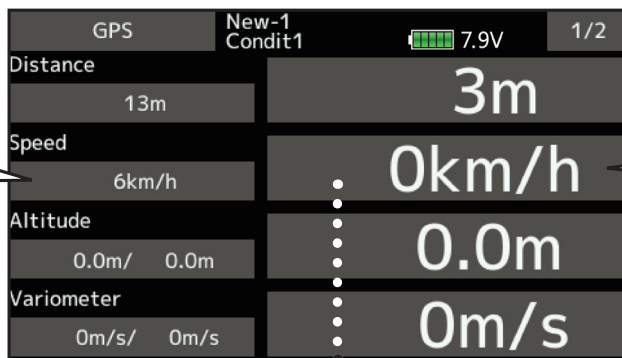 GPS
New-1
Condit1
7.9V
1/2
Distance
13m
3m
Speed
6km/h
0km/h
Altitude
0.0m/ 0.0m
0.0m
Variometer
0m/s/ 0m/s
0m/s